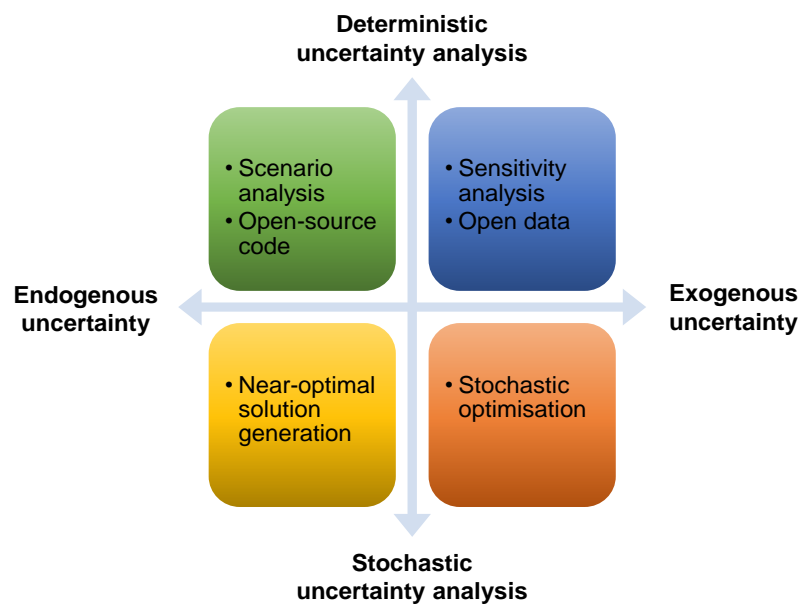 Deterministic
uncertainty analysis
• Scenario
analysis
• Open-source
code
• Sensitivity
analysis
• Open data
Endogenous
uncertainty
Exogenous
uncertainty
• Near-optimal
solution
generation
• Stochastic
optimisation
Stochastic
uncertainty analysis